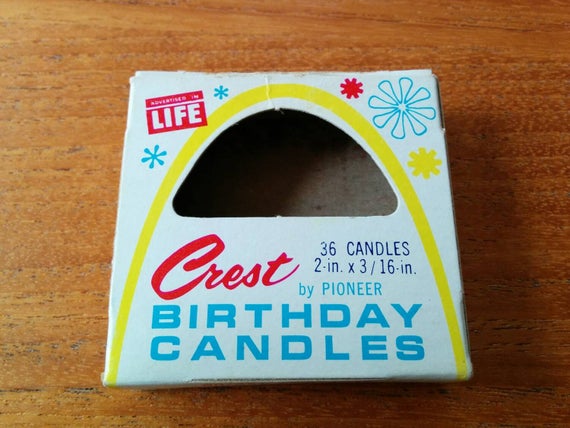 ADVERTISED IN
LIFE
Crest
36 CANDLES
2-in. x 3/16-in.
by PIONEER
BIRTHDAY
CANDLES